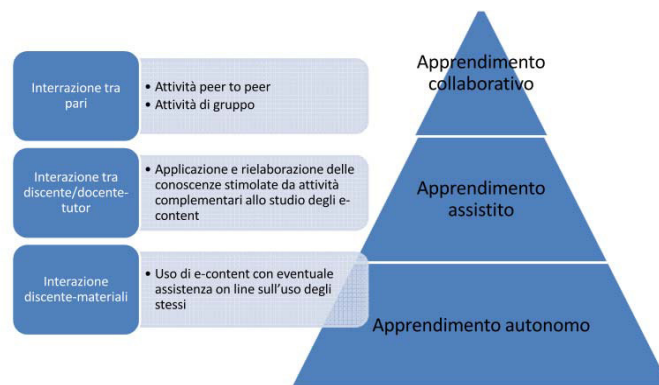 Interrazione tra
pari
• Attività peer to peer
• Attività di gruppo
Apprendimento
collaborativo
Interazione tra
discente/docente-
tutor
• Applicazione e rielaborazione delle
conoscenze stimolate da attività
complementari allo studio degli e-
content
Apprendimento
assistito
Interazione
discente-materiali
• Uso di e-content con eventuale
assistenza on line sull'uso degli
stessi
Apprendimento autonomo